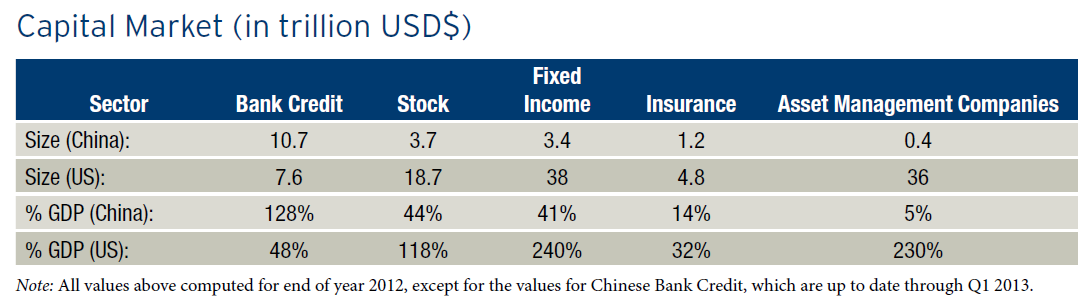 Capital Market (in trillion USD$)
Sector Bank Credit Stock Fixed Income Insurance Asset Management Companies
Size (China): 10.7 3.7 3.4 1.2 0.4
Size (US): 7.6 18.7 38 4.8 36
% GDP (China): 128% 44% 41% 14% 5%
% GDP (US): 48% 118% 240% 32% 230%
Note: All values above computed for end of year 2012, except for the values for Chinese Bank Credit, which are up to date through Q1 2013.